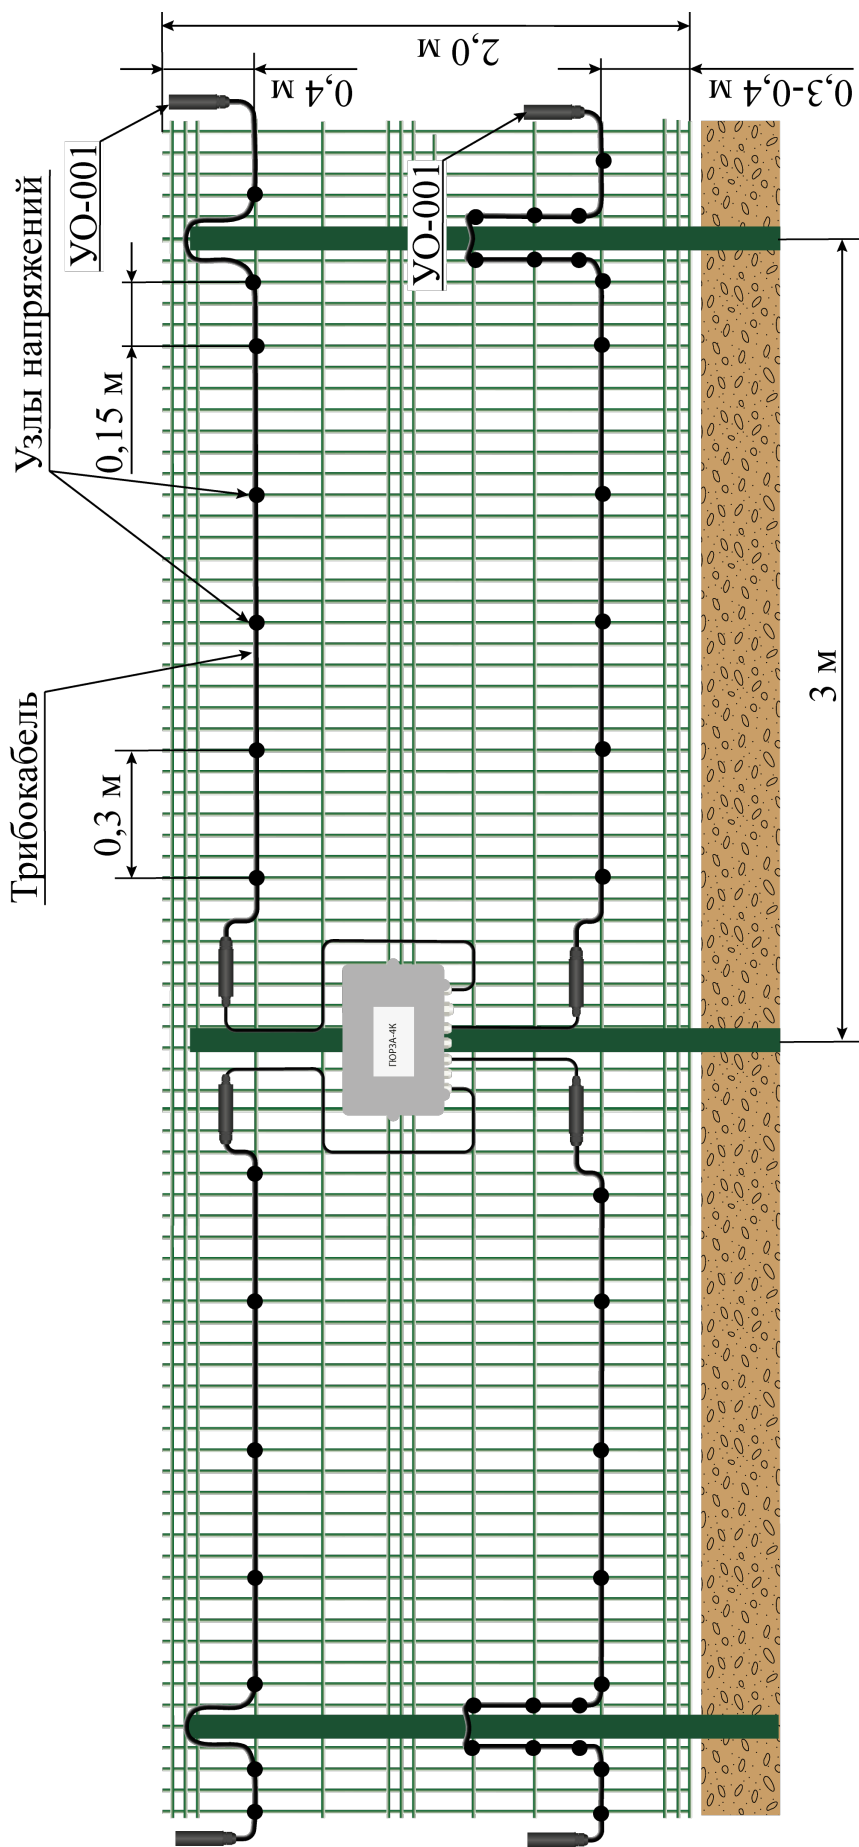 Трибокабель
Узлы напряжений
УО-001
УО-001
0,3 м
0,15 м
0,4 м
2,0 м
0,3-0,4 м
ГЮРЗА-4К
3 м